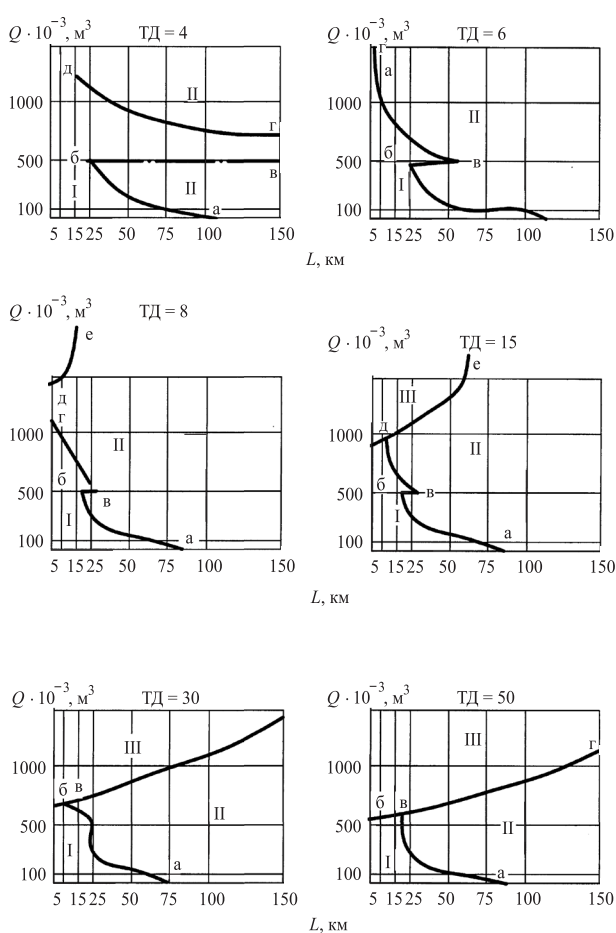 Q · 10⁻³, м³ ТД = 4
д
II
1000
г
500
б
в
I
II
100
а
5 15 25 50 75 100 150
Q · 10⁻³, м³ ТД = 6
г
а
1000
II
500
б
в
I
100
5 15 25 50 75 100 150
L, км
Q · 10⁻³, м³ ТД = 8
е
д
г
1000
II
б
500
в
I
100
а
5 15 25 50 75 100 150
Q · 10⁻³, м³ ТД = 15
е
III
д
1000
II
500
б
в
I
100
а
5 15 25 50 75 100 150
L, км
Q · 10⁻³, м³ ТД = 30
III
1000
б
в
II
500
I
100
а
5 15 25 50 75 100 150
Q · 10⁻³, м³ ТД = 50
III
г
1000
б
в
500
II
I
100
а
5 15 25 50 75 100 150
L, км